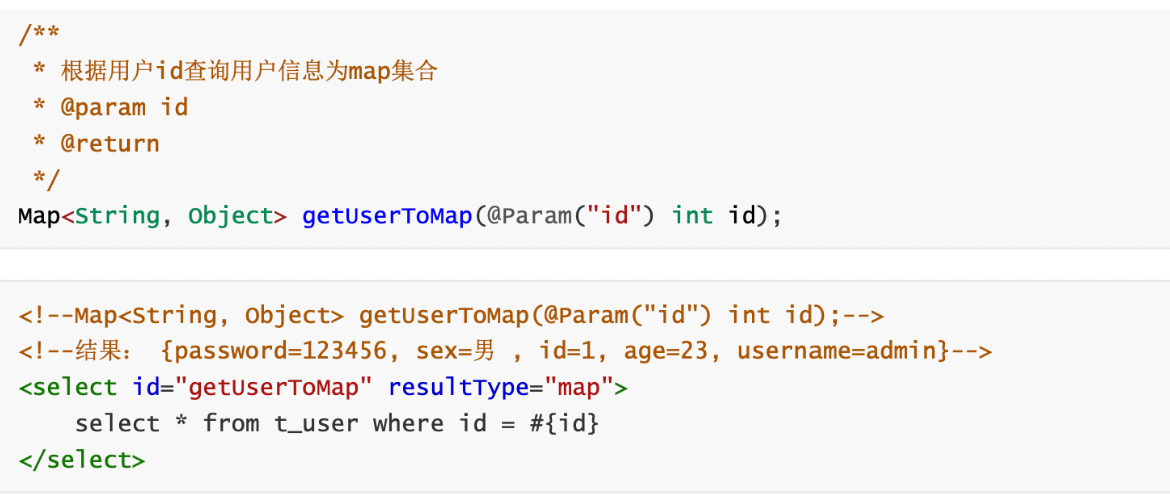 /**
 * 根据用户id查询用户信息为map集合
 * @param id
 * @return
 */
Map<String, Object> getUserToMap(@Param("id") int id);
<!--Map<String, Object> getUserToMap(@Param("id") int id);-->
<!--结果： {password=123456, sex=男 , id=1, age=23, username=admin}-->
<select id="getUserToMap" resultType="map">
    select * from t_user where id = #{id}
</select>